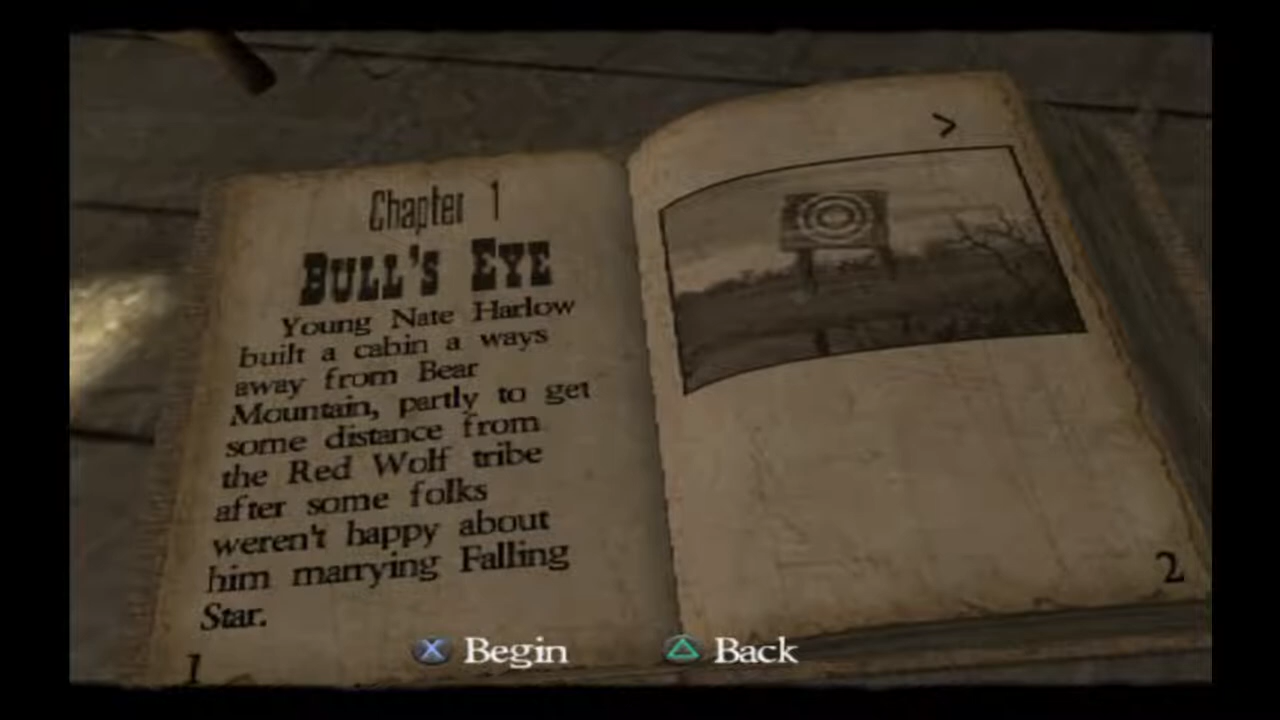 Chapter 1
BULL'S EYE
Young Nate Harlow
built a cabin a ways
away from Bear
Mountain, partly to get
some distance from
the Red Wolf tribe
after some folks
weren't happy about
him marrying Falling
Star.
1
>
2
X Begin
Back